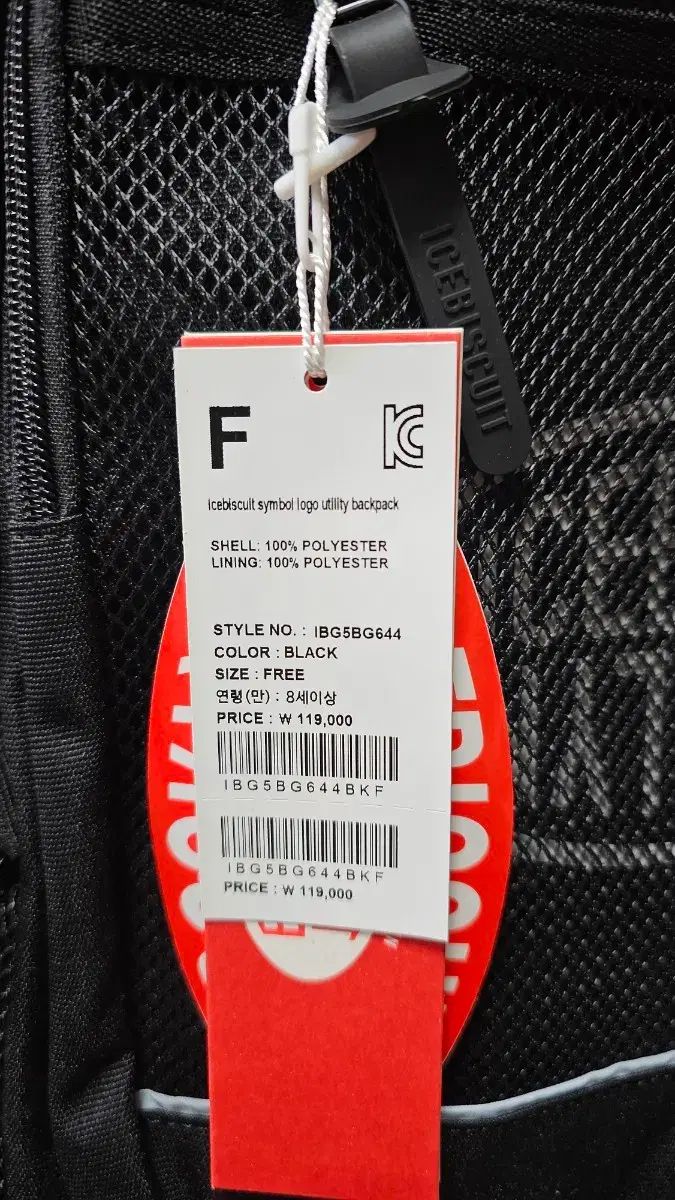 ICEBISCUIT
F
icebiscuit symbol logo utility backpack
SHELL: 100% POLYESTER
LINING: 100% POLYESTER
STYLE NO. : IBG5BG644
COLOR : BLACK
SIZE : FREE
연령(만) : 8세이상
PRICE : ₩ 119,000
IBG5BG644BKF
IBG5BG644BKF
PRICE : ₩ 119,000